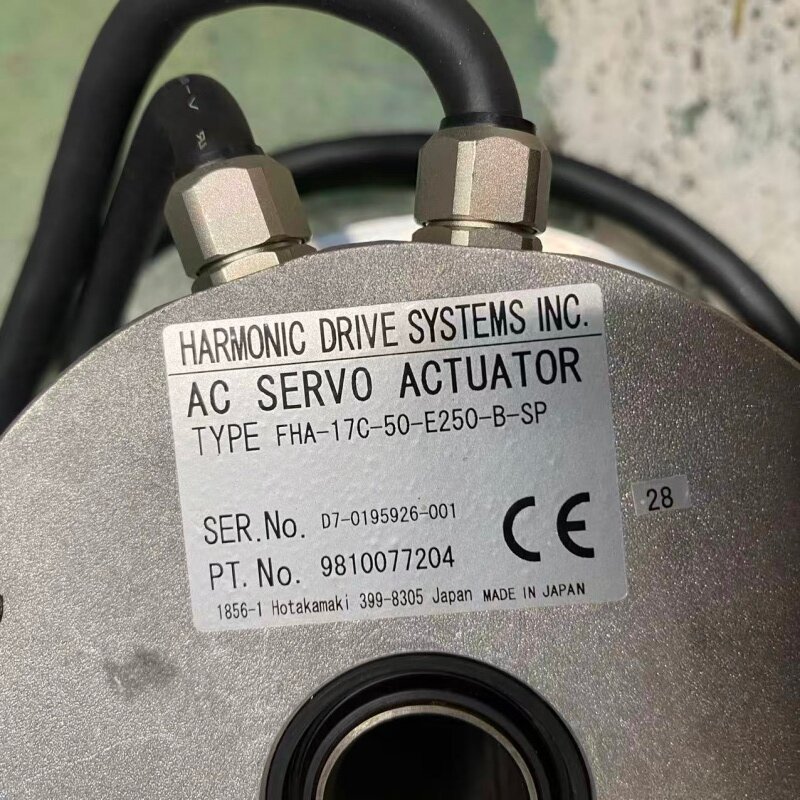 HARMONIC DRIVE SYSTEMS INC.
AC SERVO ACTUATOR
TYPE FHA-17C-50-E250-B-SP
SER.No. D7-0195926-001
PT. No. 9810077204
CE
1856-1 Hotakamaki 399-8305 Japan MADE IN JAPAN
28